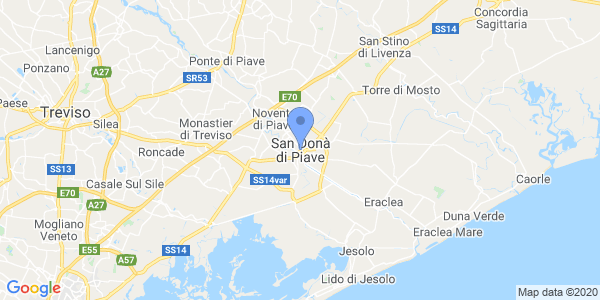 Concordia
Sagittaria
SS14
San Stino
di Livenza
Lancenigo
Ponzano
A27
Ponte di Piave
SR53
Torre di Mosto
E70
Paese
Treviso
Silea
Monastier
di Treviso
Noventa
di Piave
San Donà
di Piave
Roncade
SS13
E70
Casale Sul Sile
SS14var
Caorle
A27
Eraclea
Duna Verde
Eraclea Mare
Mogliano
Veneto
E55
A57
SS14
Jesolo
Lido di Jesolo
Google
Map data ©2020